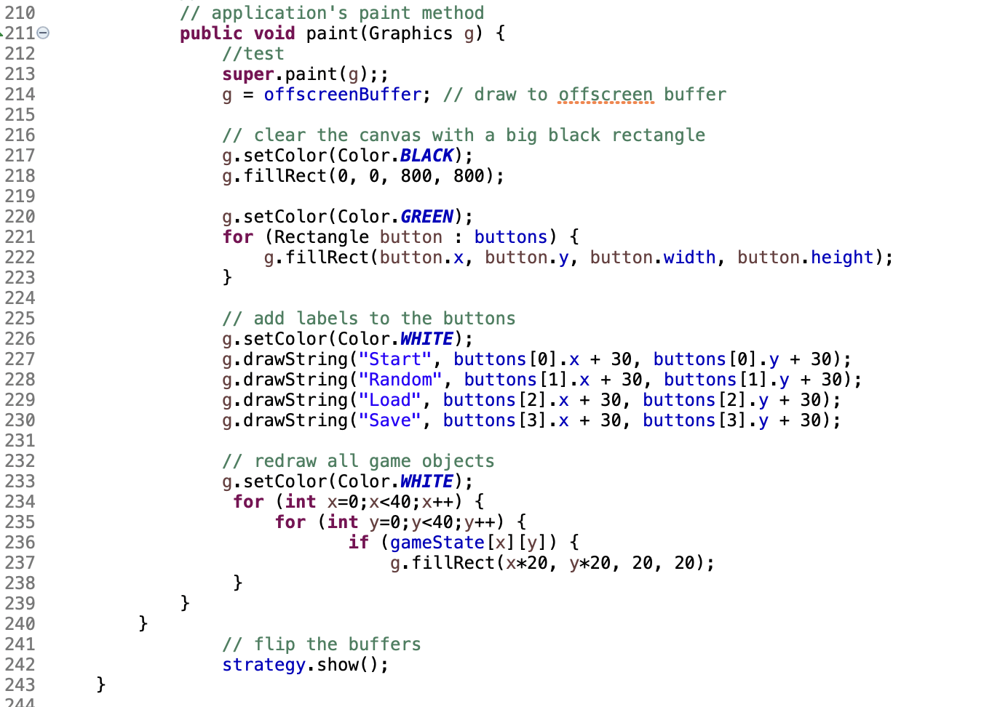 210 // application's paint method
211 public void paint(Graphics g) {
212 //test
213 super.paint(g);;
214 g = offscreenBuffer; // draw to offscreen buffer
215
216 // clear the canvas with a big black rectangle
217 g.setColor(Color.BLACK);
218 g.fillRect(0, 0, 800, 800);
219
220 g.setColor(Color.GREEN);
221 for (Rectangle button : buttons) {
222 g.fillRect(button.x, button.y, button.width, button.height);
223 }
224
225 // add labels to the buttons
226 g.setColor(Color.WHITE);
227 g.drawString("Start", buttons[0].x + 30, buttons[0].y + 30);
228 g.drawString("Random", buttons[1].x + 30, buttons[1].y + 30);
229 g.drawString("Load", buttons[2].x + 30, buttons[2].y + 30);
230 g.drawString("Save", buttons[3].x + 30, buttons[3].y + 30);
231
232 // redraw all game objects
233 g.setColor(Color.WHITE);
234 for (int x=0;x<40;x++) {
235 for (int y=0;y<40;y++) {
236 if (gameState[x][y]) {
237 g.fillRect(x*20, y*20, 20, 20);
238 }
239 }
240 }
241 // flip the buffers
242 strategy.show();
243 }
244